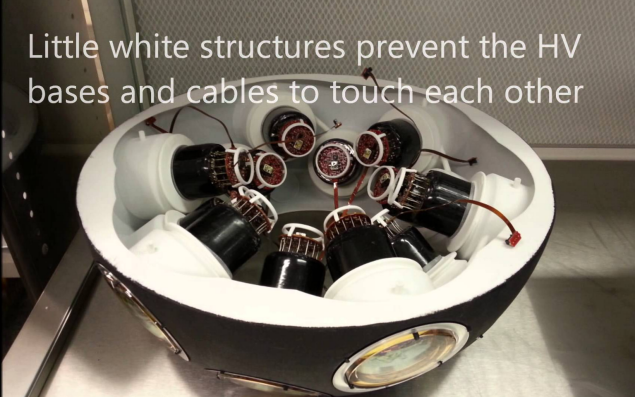 Little white structures prevent the HV
bases and cables to touch each other